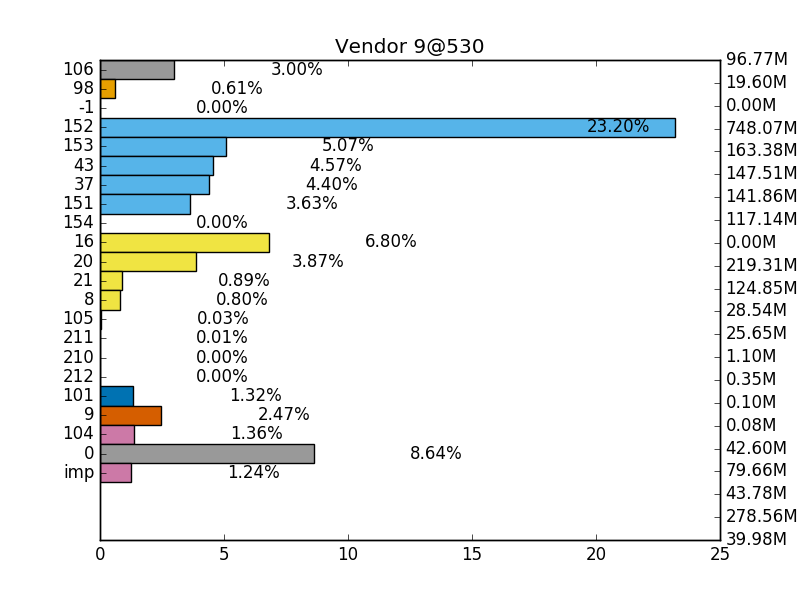 Vendor 9@530
106 3.00% 96.77M
98 0.61% 19.60M
-1 0.00% 0.00M
152 23.20% 748.07M
153 5.07% 163.38M
43 4.57% 147.51M
37 4.40% 141.86M
151 3.63% 117.14M
154 0.00% 0.00M
16 6.80% 219.31M
20 3.87% 124.85M
21 0.89% 28.54M
8 0.80% 25.65M
105 0.03% 1.10M
211 0.01% 0.35M
210 0.00% 0.10M
212 0.00% 0.08M
101 1.32% 42.60M
9 2.47% 79.66M
104 1.36% 43.78M
0 8.64% 278.56M
imp 1.24% 39.98M
0 5 10 15 20 25